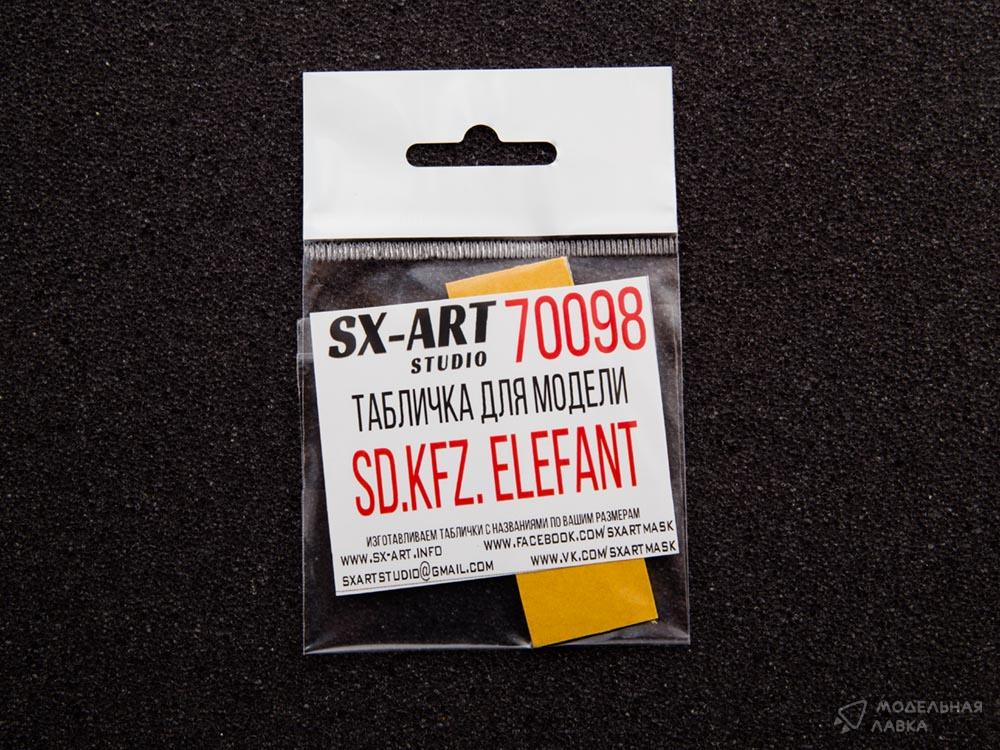 SX-ART 70098
STUDIO
ТАБЛИЧКА ДЛЯ МОДЕЛИ
SD.KFZ. ELEFANT
ИЗГОТАВЛИВАЕМ ТАБЛИЧКИ С НАЗВАНИЯМИ ПО ВАШИМ РАЗМЕРАМ
WWW.SX-ART.INFO WWW.FACEBOOK.COM/SXARTMASK
SXARTSTUDIO@GMAIL.COM WWW.VK.COM/SXARTMASK
МОДЕЛЬНАЯ
ЛАВКА